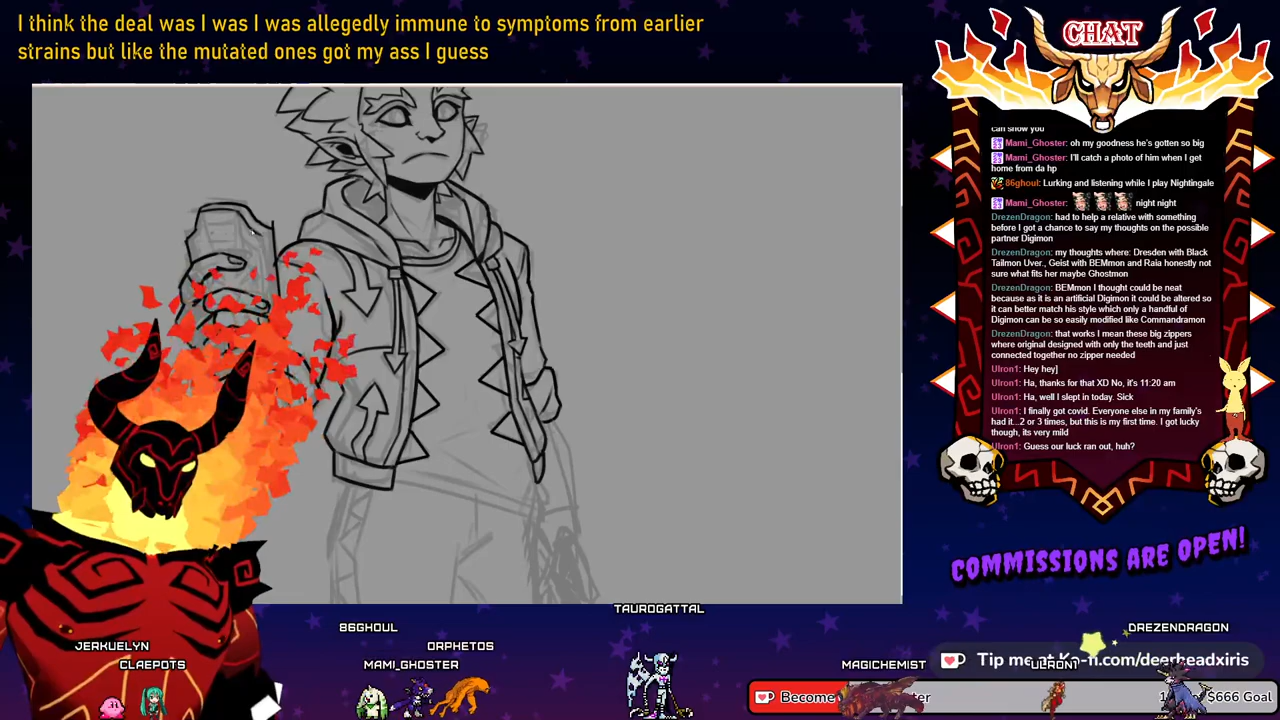 I think the deal was I was I was allegedly immune to symptoms from earlier
strains but like the mutated ones got my ass I guess
CHAT
can show you
Mami_Ghoster: oh my goodness he's gotten so big
Mami_Ghoster: I'll catch a photo of him when I get
home from da hp
86ghoul: Lurking and listening while I play Nightingale
Mami_Ghoster: night night
DrezenDragon: had to help a relative with something
before I got a chance to say my thoughts on the possible
partner Digimon
DrezenDragon: my thoughts where: Dresden with Black
Tailmon Uver., Geist with BEMmon and Raia honestly not
sure what fits her maybe Ghostmon
DrezenDragon: BEMmon I thought could be neat
because as it is an artificial Digimon it could be altered so
it can better match his style which only a handful of
Digimon can be so easily modified like Commandramon
DrezenDragon: that works I mean these big zippers
where original designed with only the teeth and just
connected together no zipper needed
Ulron1: Hey hey]
Ulron1: Ha, thanks for that XD No, it's 11:20 am
Ulron1: Ha, well I slept in today. Sick
Ulron1: I finally got covid. Everyone else in my family's
had it...2 or 3 times, but this is my first time. I got lucky
though, its very mild
Ulron1: Guess our luck ran out, huh?
COMMISSIONS ARE OPEN!
TAUROGATTAL
86GHOUL
DREZENDRAGON
JERKUELYN
ORPHETOS
CLAEPOTS
MAMI_GHOSTER
MAGICHEMIST
ULRON1
Tip me at Ko-fi.com/deerheadxiris
Become
$666 Goal